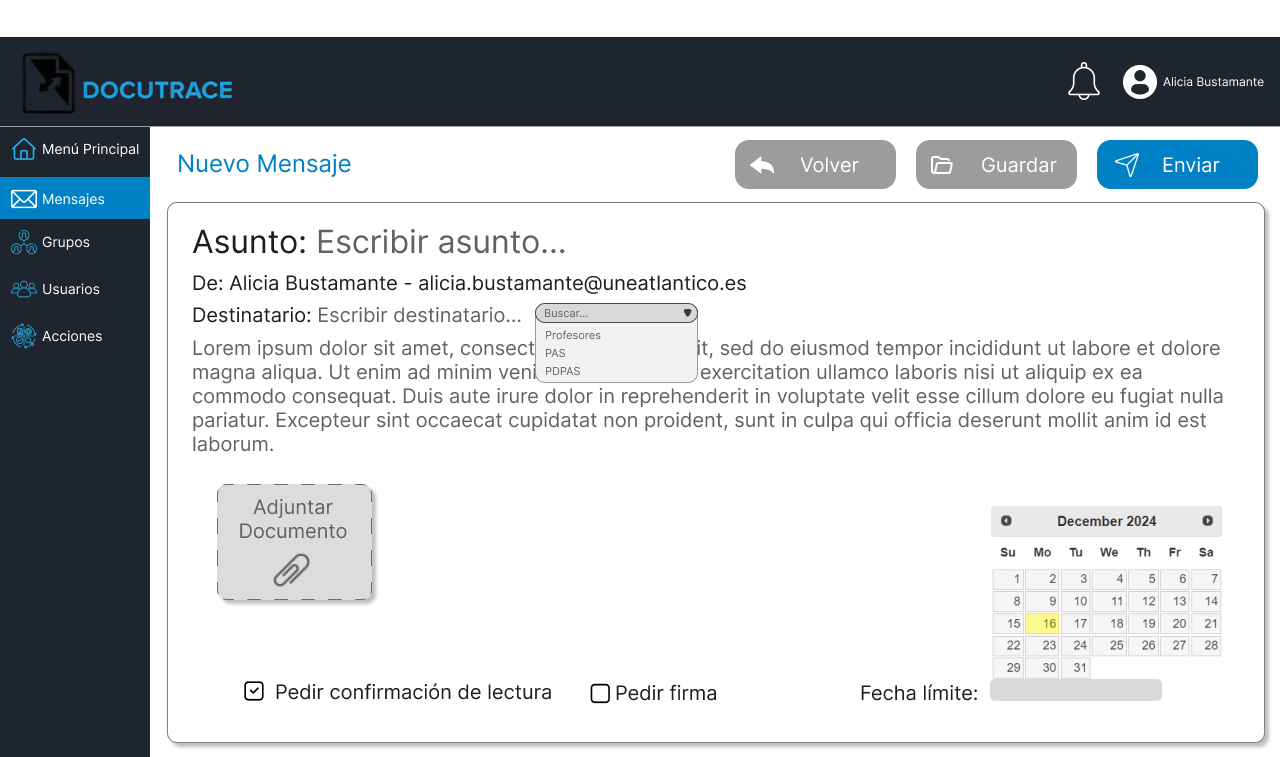 DOCUTRACE
Alicia Bustamante
Menú Principal
Mensajes
Grupos
Usuarios
Acciones
Nuevo Mensaje
Volver
Guardar
Enviar
Asunto: Escribir asunto...
De: Alicia Bustamante - alicia.bustamante@uneatlantico.es
Destinatario: Escribir destinatario...
Buscar...
Profesores
PAS
PDPAS
Lorem ipsum dolor sit amet, consect it, sed do eiusmod tempor incididunt ut labore et dolore
magna aliqua. Ut enim ad minim veni exercitation ullamco laboris nisi ut aliquip ex ea
commodo consequat. Duis aute irure dolor in reprehenderit in voluptate velit esse cillum dolore eu fugiat nulla
pariatur. Excepteur sint occaecat cupidatat non proident, sunt in culpa qui officia deserunt mollit anim id est
laborum.
Adjuntar
Documento
December 2024
Su Mo Tu We Th Fr Sa
1 2 3 4 5 6 7
8 9 10 11 12 13 14
15 16 17 18 19 20 21
22 23 24 25 26 27 28
29 30 31
Pedir confirmación de lectura
Pedir firma
Fecha límite: